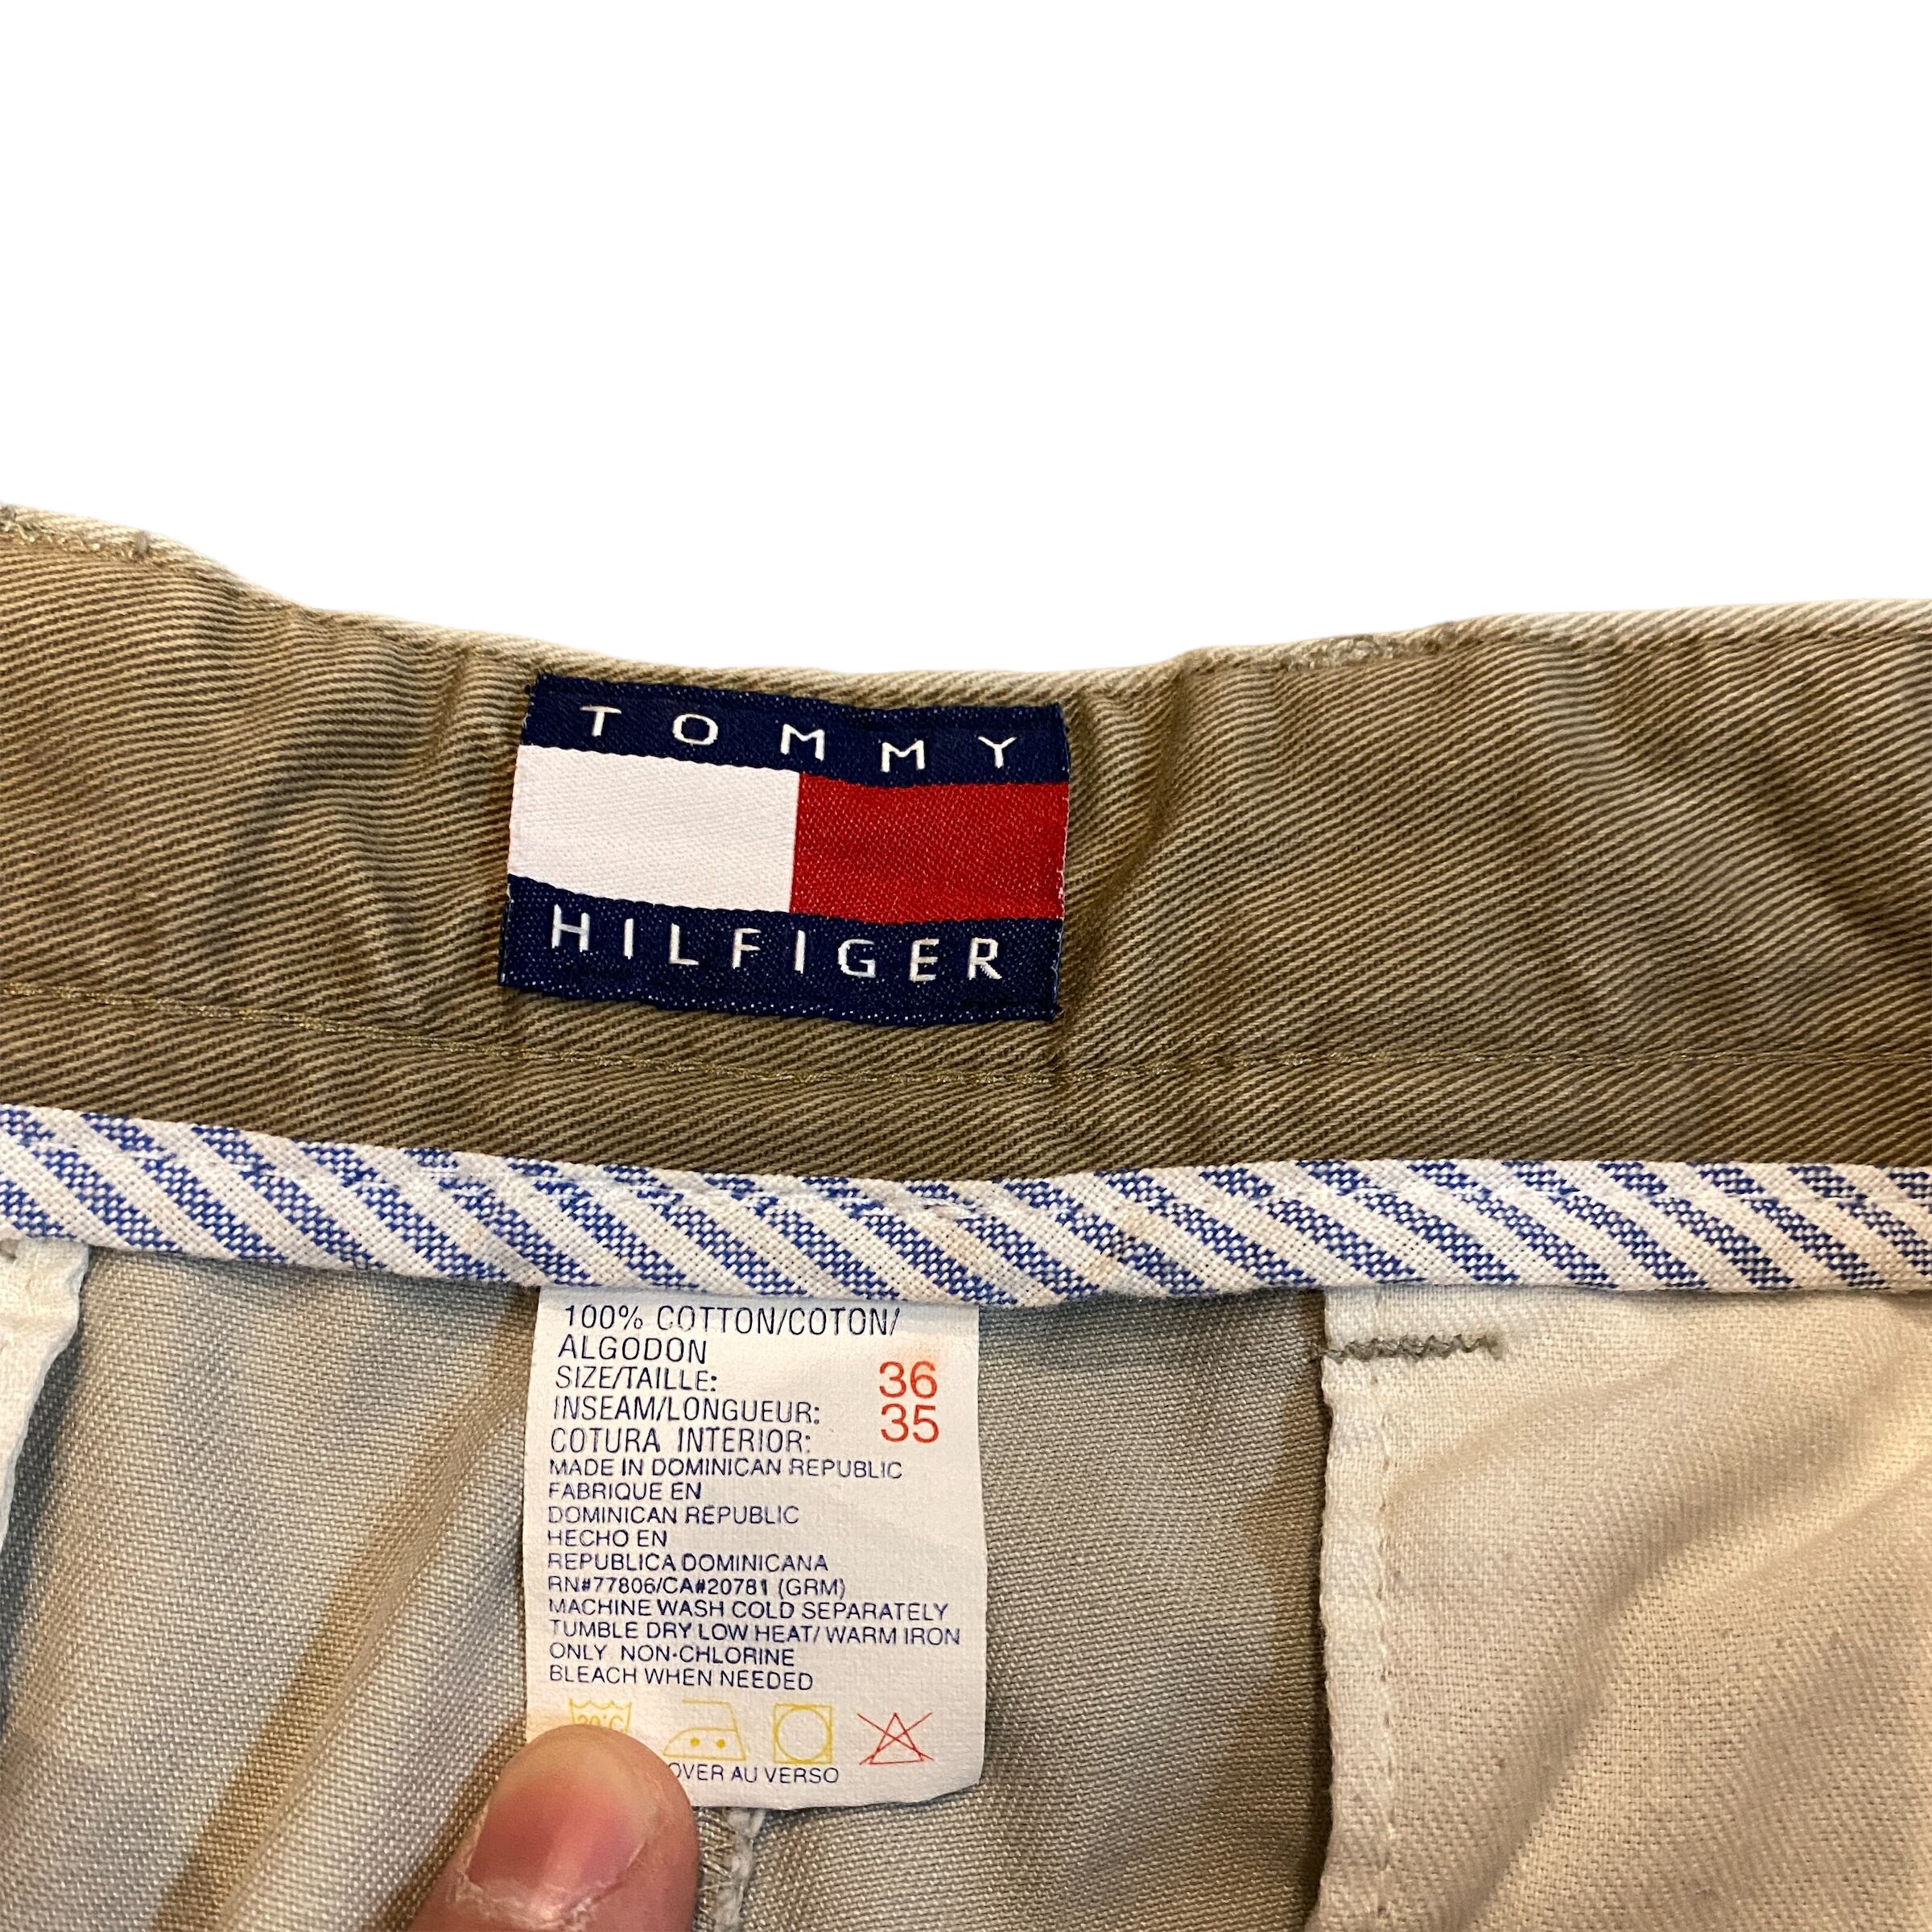 TOMMY
HILFIGER
100% COTTON/COTON/
ALGODON
SIZE/TAILLE: 36
INSEAM/LONGUEUR: 35
COTURA INTERIOR:
MADE IN DOMINICAN REPUBLIC
FABRIQUE EN
DOMINICAN REPUBLIC
HECHO EN
REPUBLICA DOMINICANA
RN#77806/CA#20781 (GRM)
MACHINE WASH COLD SEPARATELY
TUMBLE DRY LOW HEAT/ WARM IRON
ONLY NON-CHLORINE
BLEACH WHEN NEEDED
OVER AU VERSO